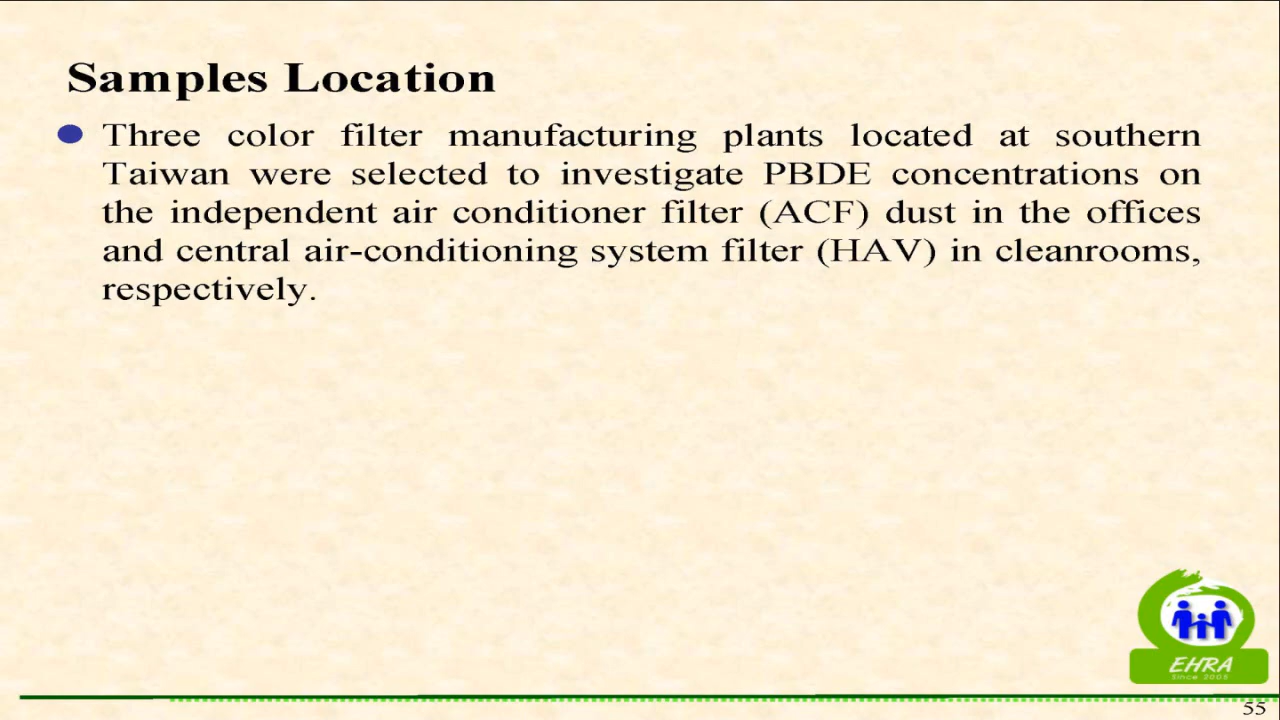 Samples Location
Three color filter manufacturing plants located at southern
Taiwan were selected to investigate PBDE concentrations on
the independent air conditioner filter (ACF) dust in the offices
and central air-conditioning system filter (HAV) in cleanrooms,
respectively.
EHRA
Since 2005
55